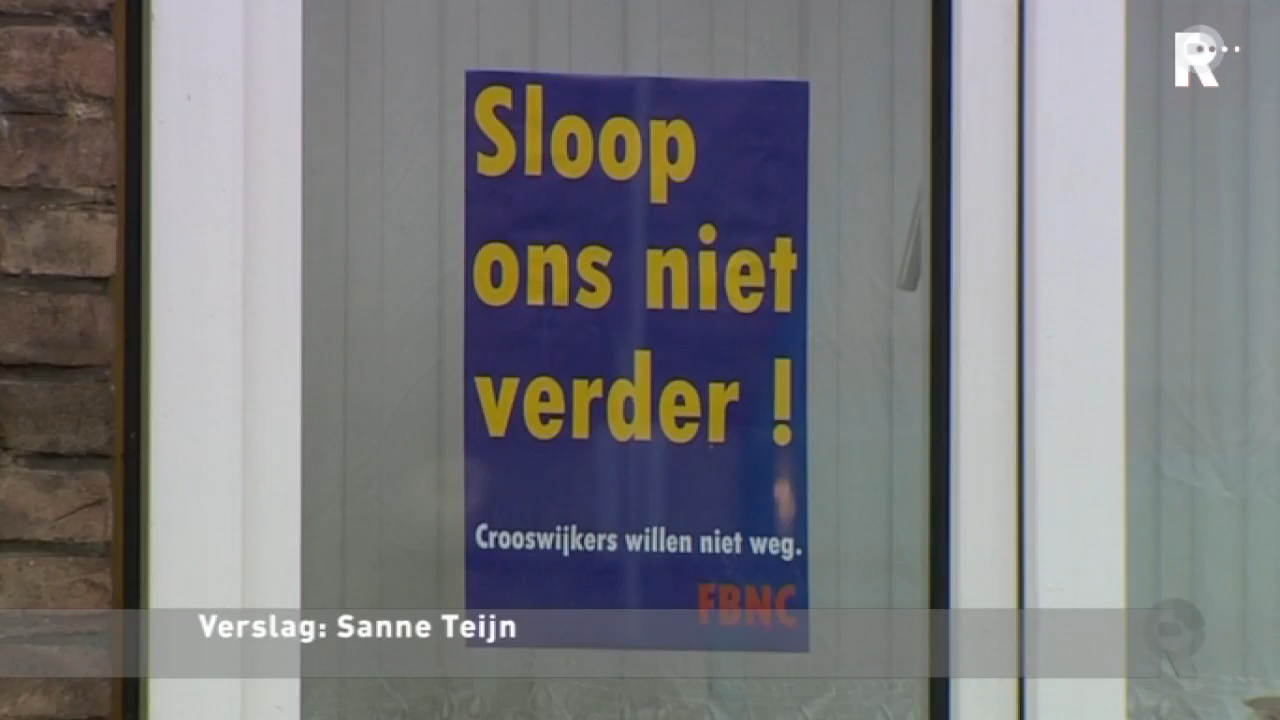 Sloop
ons niet
verder !
Crooswijkers willen niet weg.
FBNC
Verslag: Sanne Teijn
R